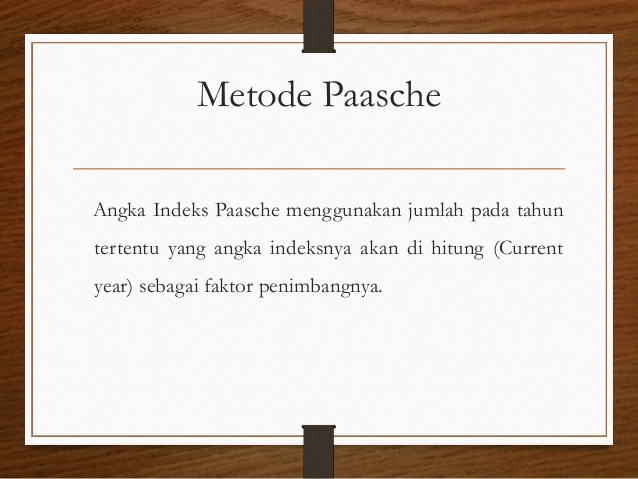 Metode Paasche
Angka Indeks Paasche menggunakan jumlah pada tahun
tertentu yang angka indeksnya akan di hitung (Current
year) sebagai faktor penimbangnya.